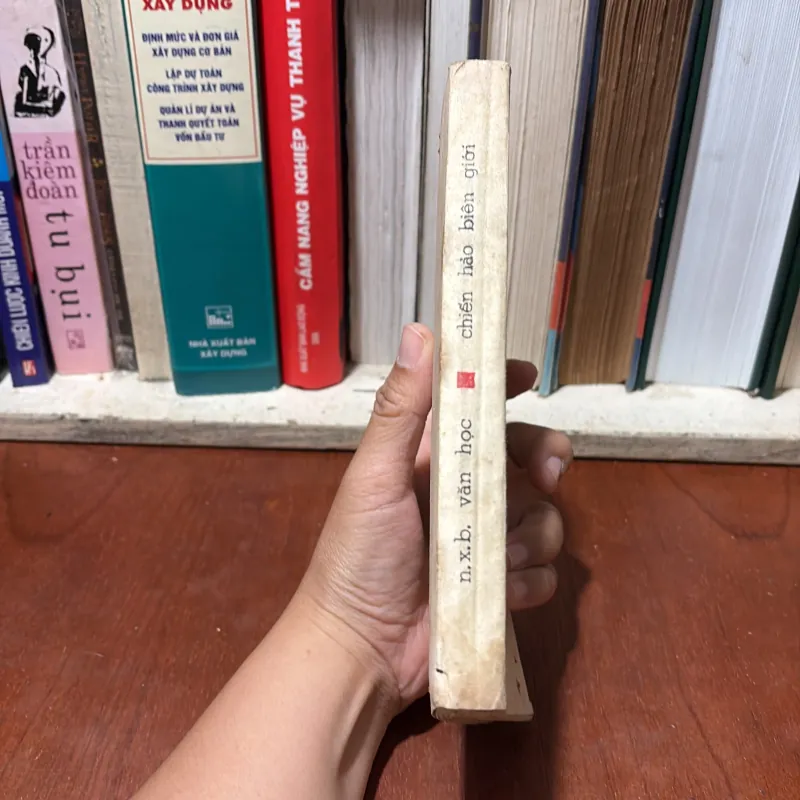 CHIẾN LƯỢC KINH DOANH
trần
kiêm
đoàn
tu bụi
XÂY DỰNG
ĐỊNH MỨC VÀ ĐƠN GIÁ
XÂY DỰNG CƠ BẢN
LẬP DỰ TOÁN
CÔNG TRÌNH XÂY DỰNG
QUẢN LÍ DỰ ÁN VÀ
THANH QUYẾT TOÁN
VỐN ĐẦU TƯ
NHÀ XUẤT BẢN
XÂY DỰNG
CẨM NANG NGHIỆP VỤ THANH T
n.x.b. văn học chiến hào biên giới